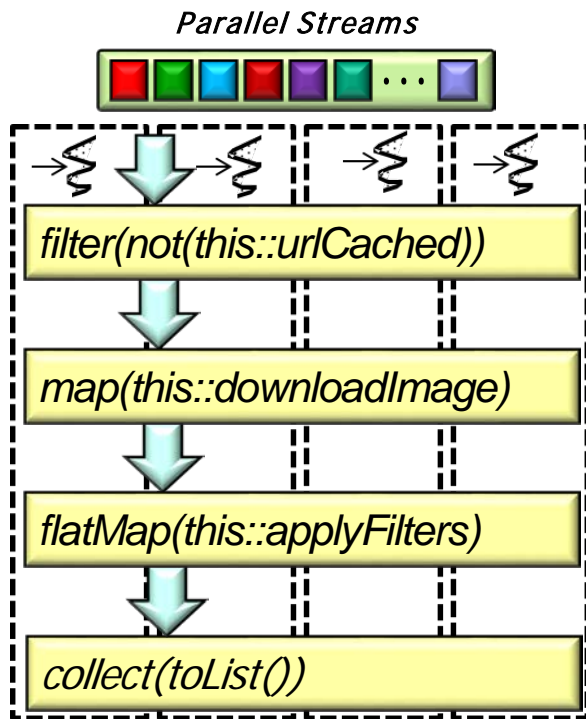 Parallel Streams
...
filter(not(this::urlCached))
map(this::downloadImage)
flatMap(this::applyFilters)
collect(toList())